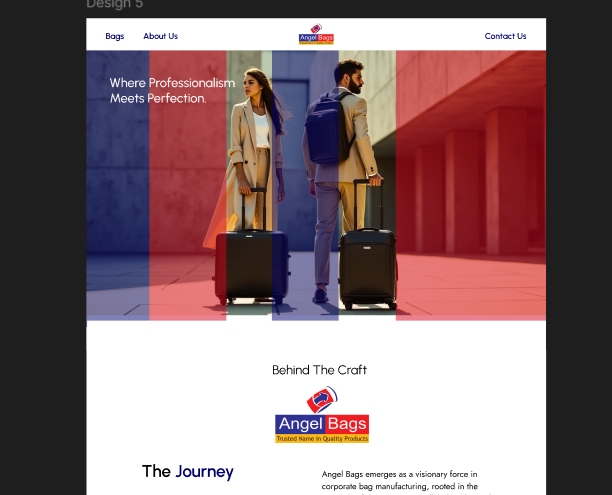 Design 5
Bags
About Us
Angel Bags
Contact Us
Where Professionalism
Meets Perfection.
Behind The Craft
Angel Bags
Trusted Name in Quality Products
The Journey
Angel Bags emerges as a visionary force in
corporate bag manufacturing, rooted in the